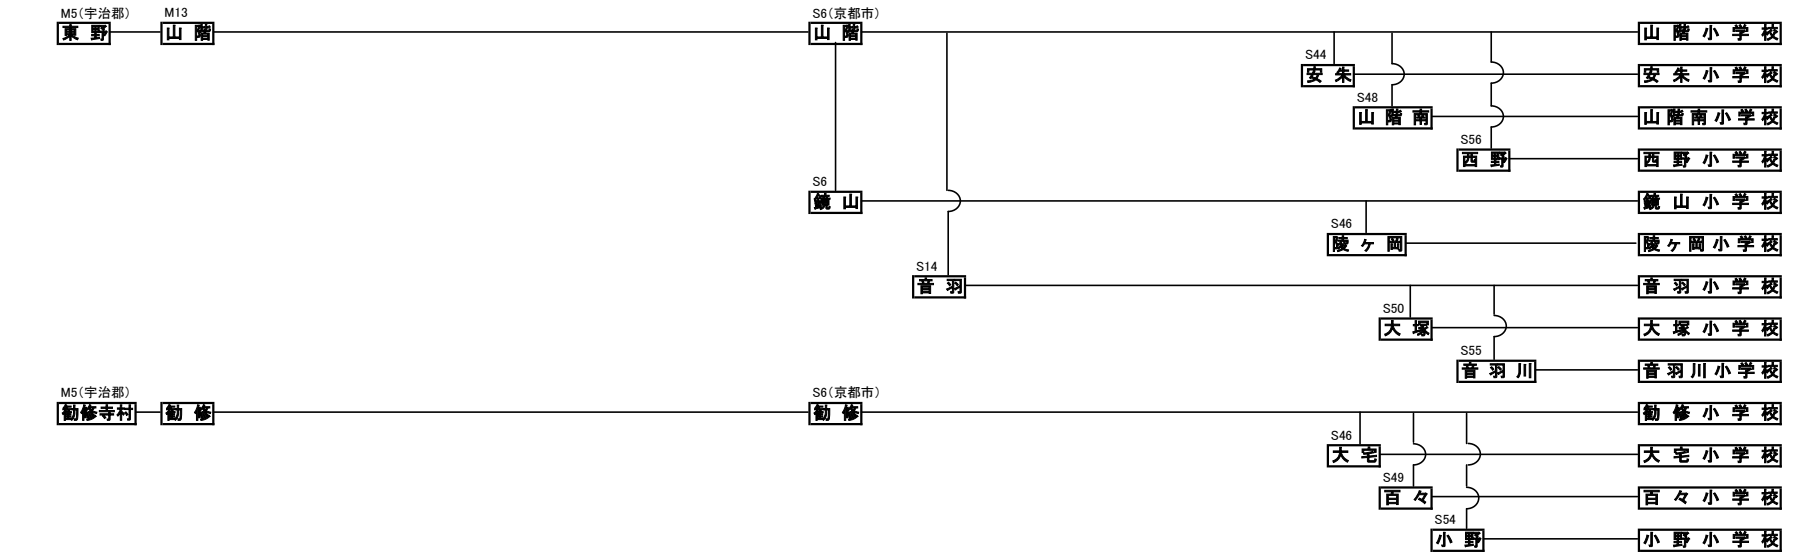 M5(宇治郡) M13 S6(京都市)
東野 山階 山階 山階小学校
S44
安朱 安朱小学校
S48
山階南 山階南小学校
S56
西野 西野小学校
S6
鏡山 鏡山小学校
S46
陵ヶ岡 陵ヶ岡小学校
S14
音羽 音羽小学校
S50
大塚 大塚小学校
S55
音羽川 音羽川小学校
M5(宇治郡) S6(京都市)
勧修寺村 勧修 勧修 勧修小学校
S46
大宅 大宅小学校
S49
百々 百々小学校
S54
小野 小野小学校